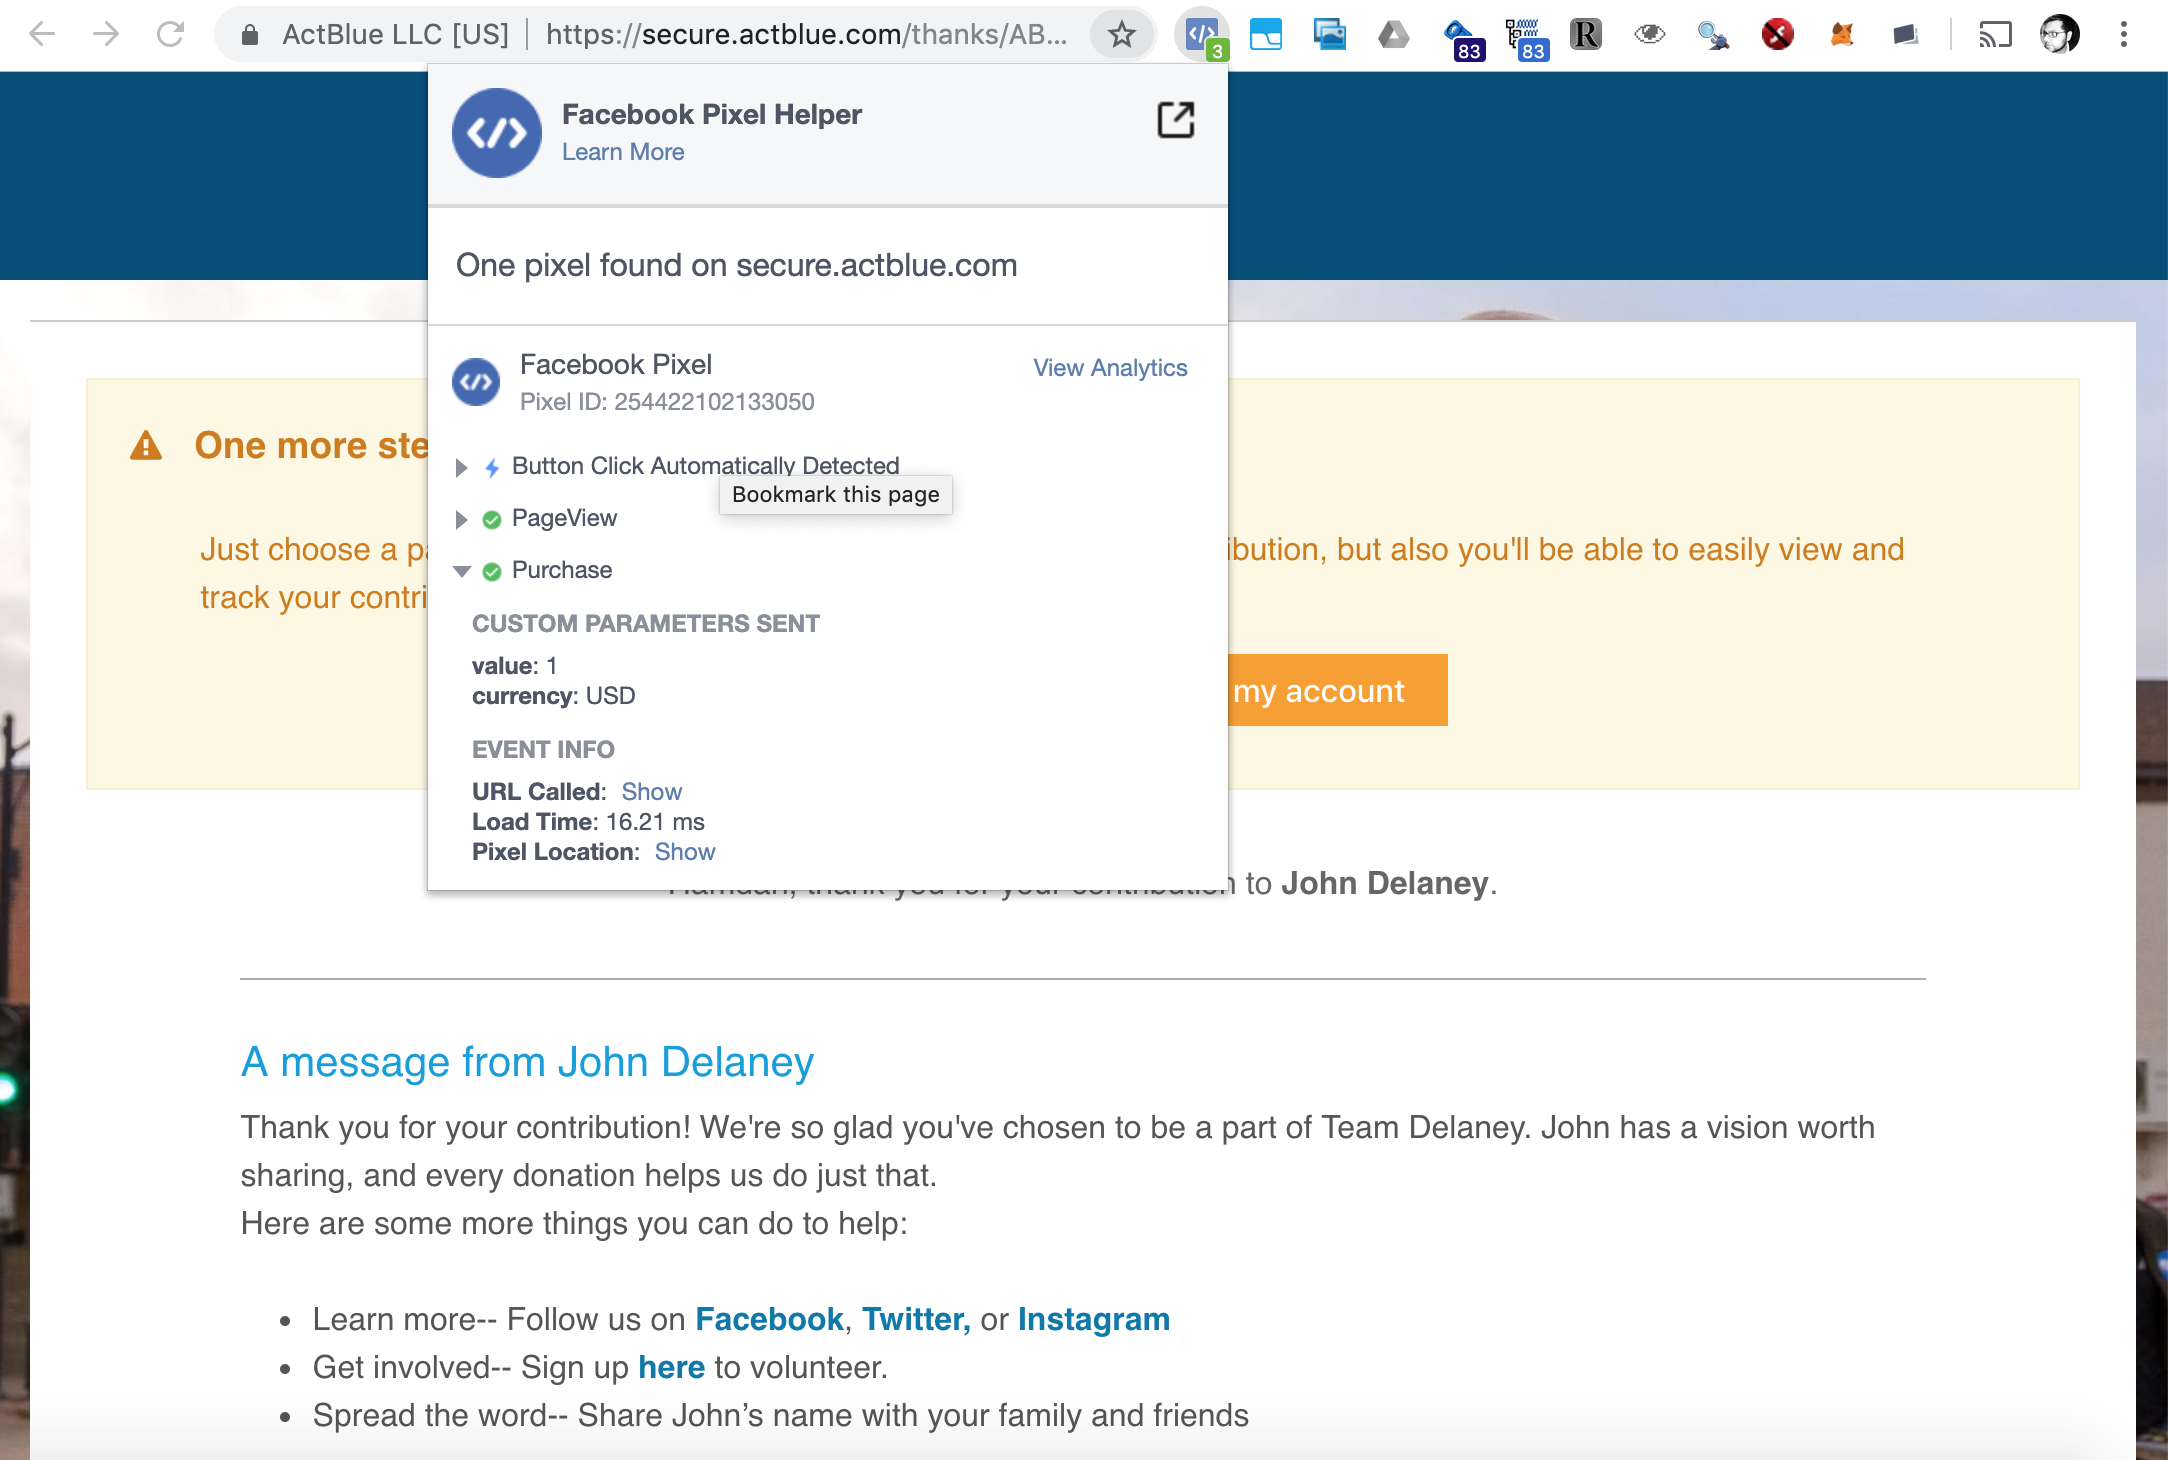 ActBlue LLC [US] | https://secure.actblue.com/thanks/AB...
3
83
83
R
Facebook Pixel Helper
Learn More
One pixel found on secure.actblue.com
Facebook Pixel
View Analytics
Pixel ID: 254422102133050
Button Click Automatically Detected
Bookmark this page
PageView
Purchase
CUSTOM PARAMETERS SENT
value: 1
currency: USD
EVENT INFO
URL Called: Show
Load Time: 16.21 ms
Pixel Location: Show
One more ste
Just choose a p
ibution, but also you'll be able to easily view and
track your contri
my account
Hamdan, thank you for your contribution to John Delaney.
A message from John Delaney
Thank you for your contribution! We're so glad you've chosen to be a part of Team Delaney. John has a vision worth
sharing, and every donation helps us do just that.
Here are some more things you can do to help:
• Learn more-- Follow us on Facebook, Twitter, or Instagram
• Get involved-- Sign up here to volunteer.
• Spread the word-- Share John’s name with your family and friends